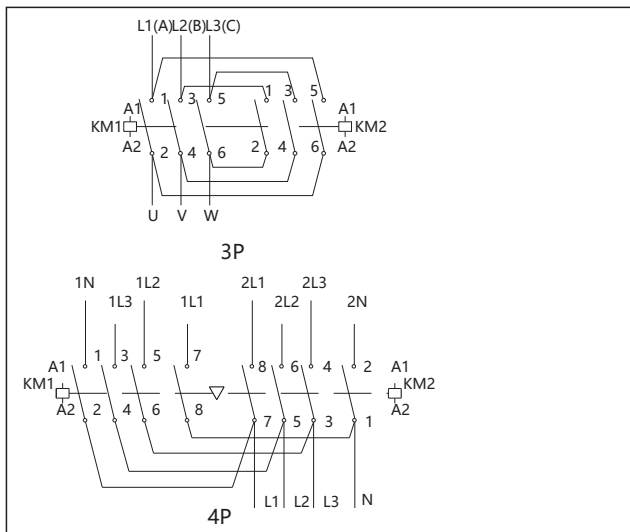 L1(A)L2(B)L3(C)
1 3 5 1 3 5
A1 A1
KM1 KM2
A2 A2
2 4 6 2 4 6
U V W
3P
1N 1L2 2L1 2L3
1L3 1L1 2L2 2N
A1 1 3 5 7 8 6 4 2 A1
KM1 KM2
A2 2 4 6 8 7 5 3 1 A2
L1 L2 L3 N
4P